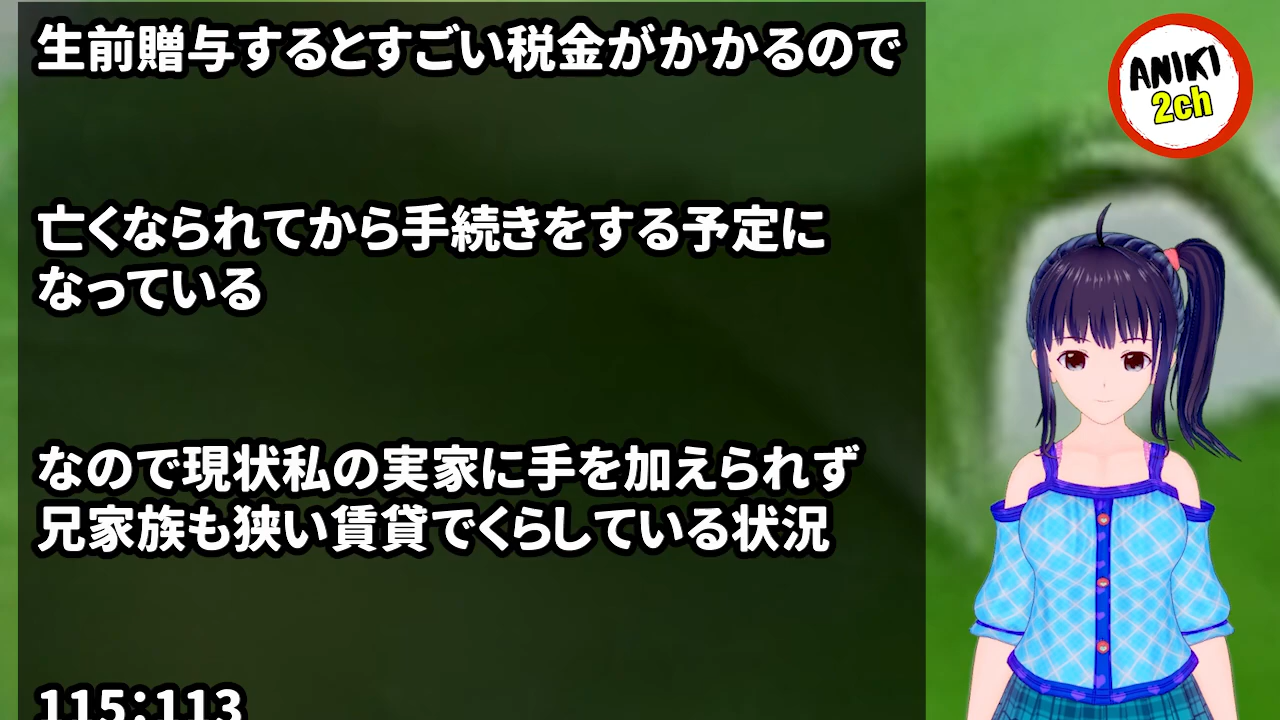 生前贈与するとすごい税金がかかるので
亡くなられてから手続きをする予定に
なっている
なので現状私の実家に手を加えられず
兄家族も狭い賃貸でくらしている状況
115：113
ANIKI
2ch